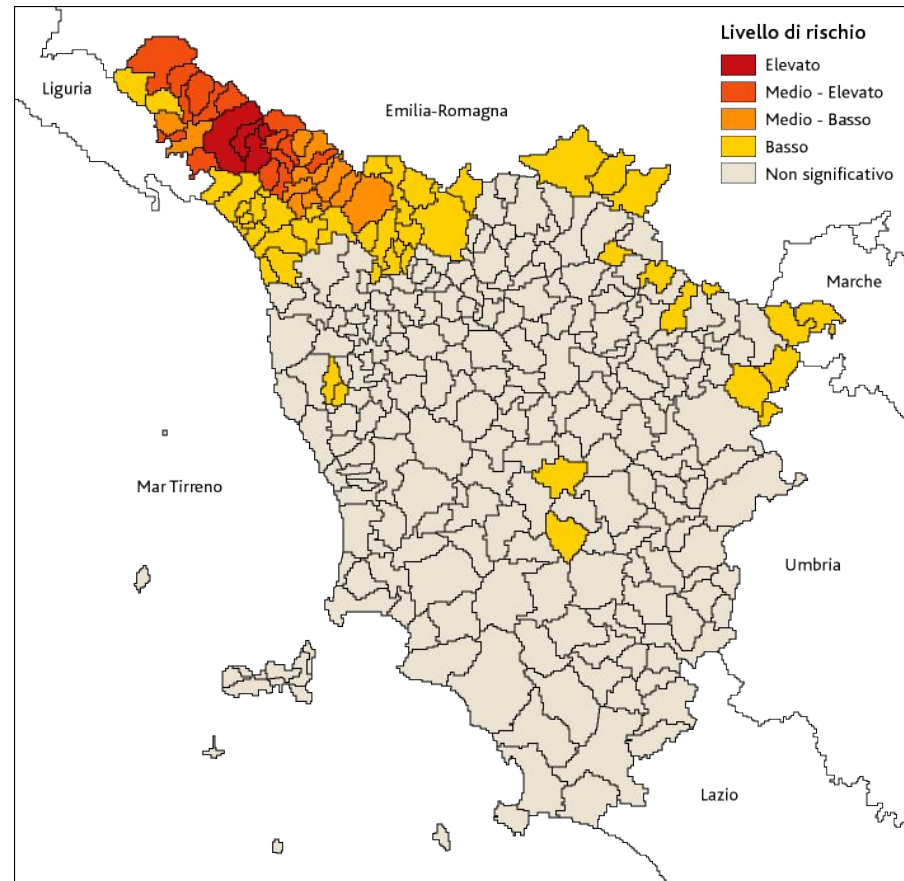 Livello di rischio
Elevato
Medio - Elevato
Medio - Basso
Basso
Non significativo
Liguria
Emilia-Romagna
Marche
Mar Tirreno
Umbria
Lazio